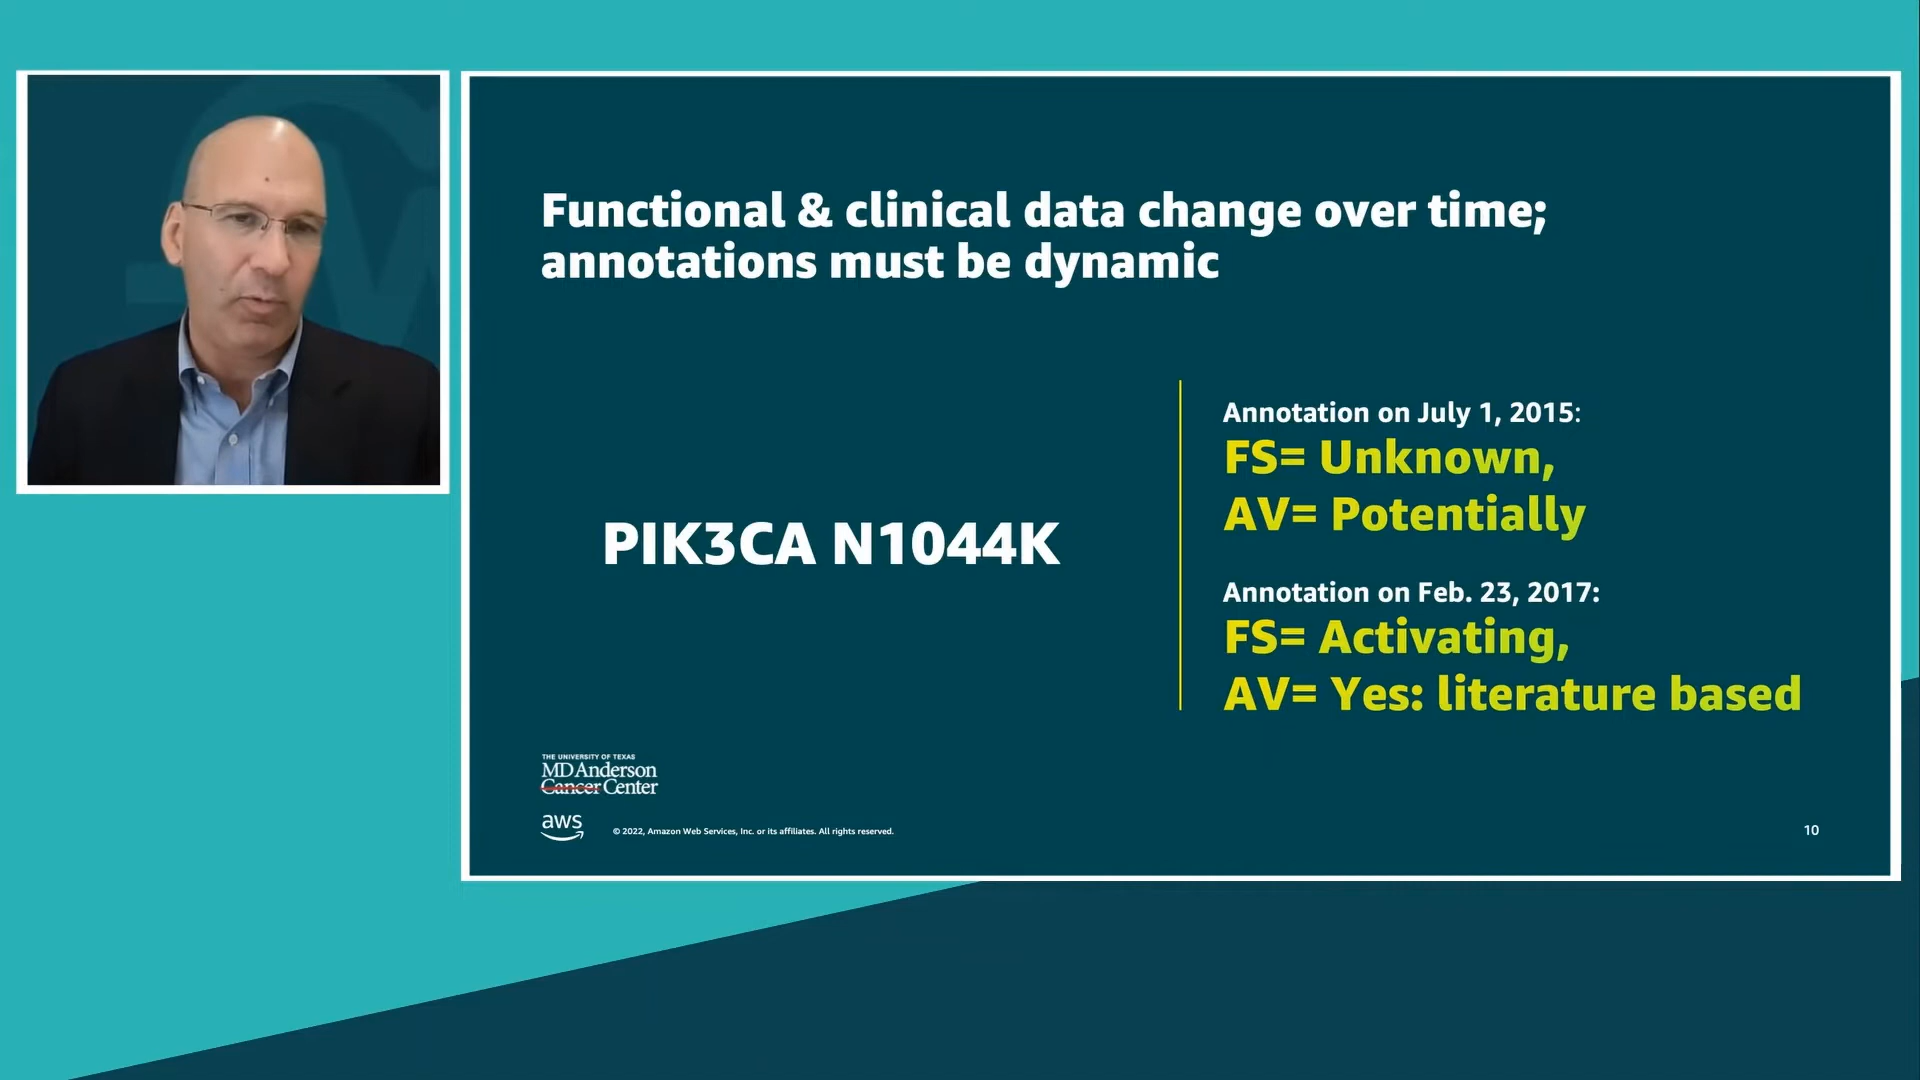 Functional & clinical data change over time;
annotations must be dynamic
PIK3CA N1044K
Annotation on July 1, 2015:
FS= Unknown,
AV= Potentially
Annotation on Feb. 23, 2017:
FS= Activating,
AV= Yes: literature based
THE UNIVERSITY OF TEXAS
MD Anderson
Cancer Center
aws
© 2022, Amazon Web Services, Inc. or its affiliates. All rights reserved.
10